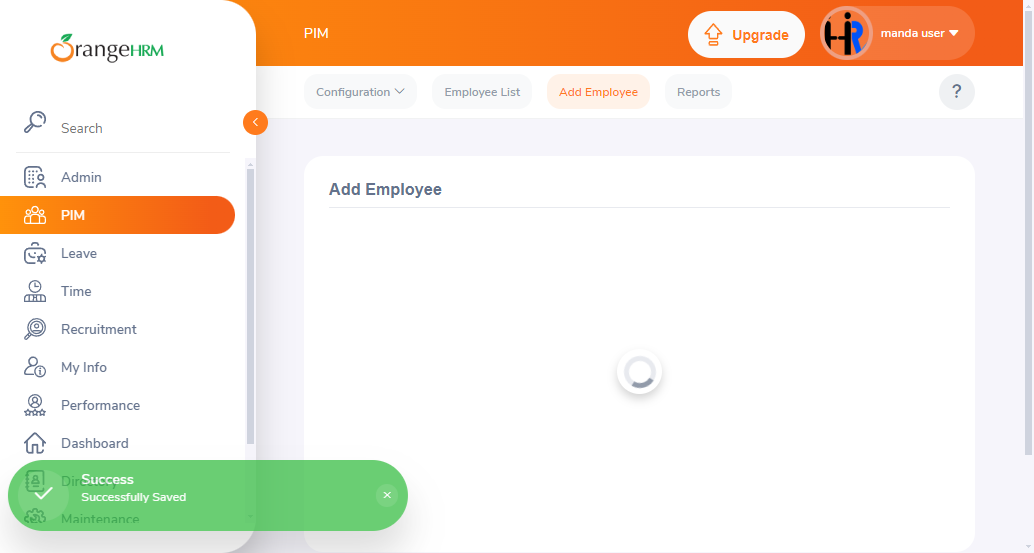 OrangeHRM
PIM
Upgrade
HR
manda user
Configuration
Employee List
Add Employee
Reports
?
Search
Admin
PIM
Leave
Time
Recruitment
My Info
Performance
Dashboard
Directory
Maintenance
Add Employee
Success
Successfully Saved